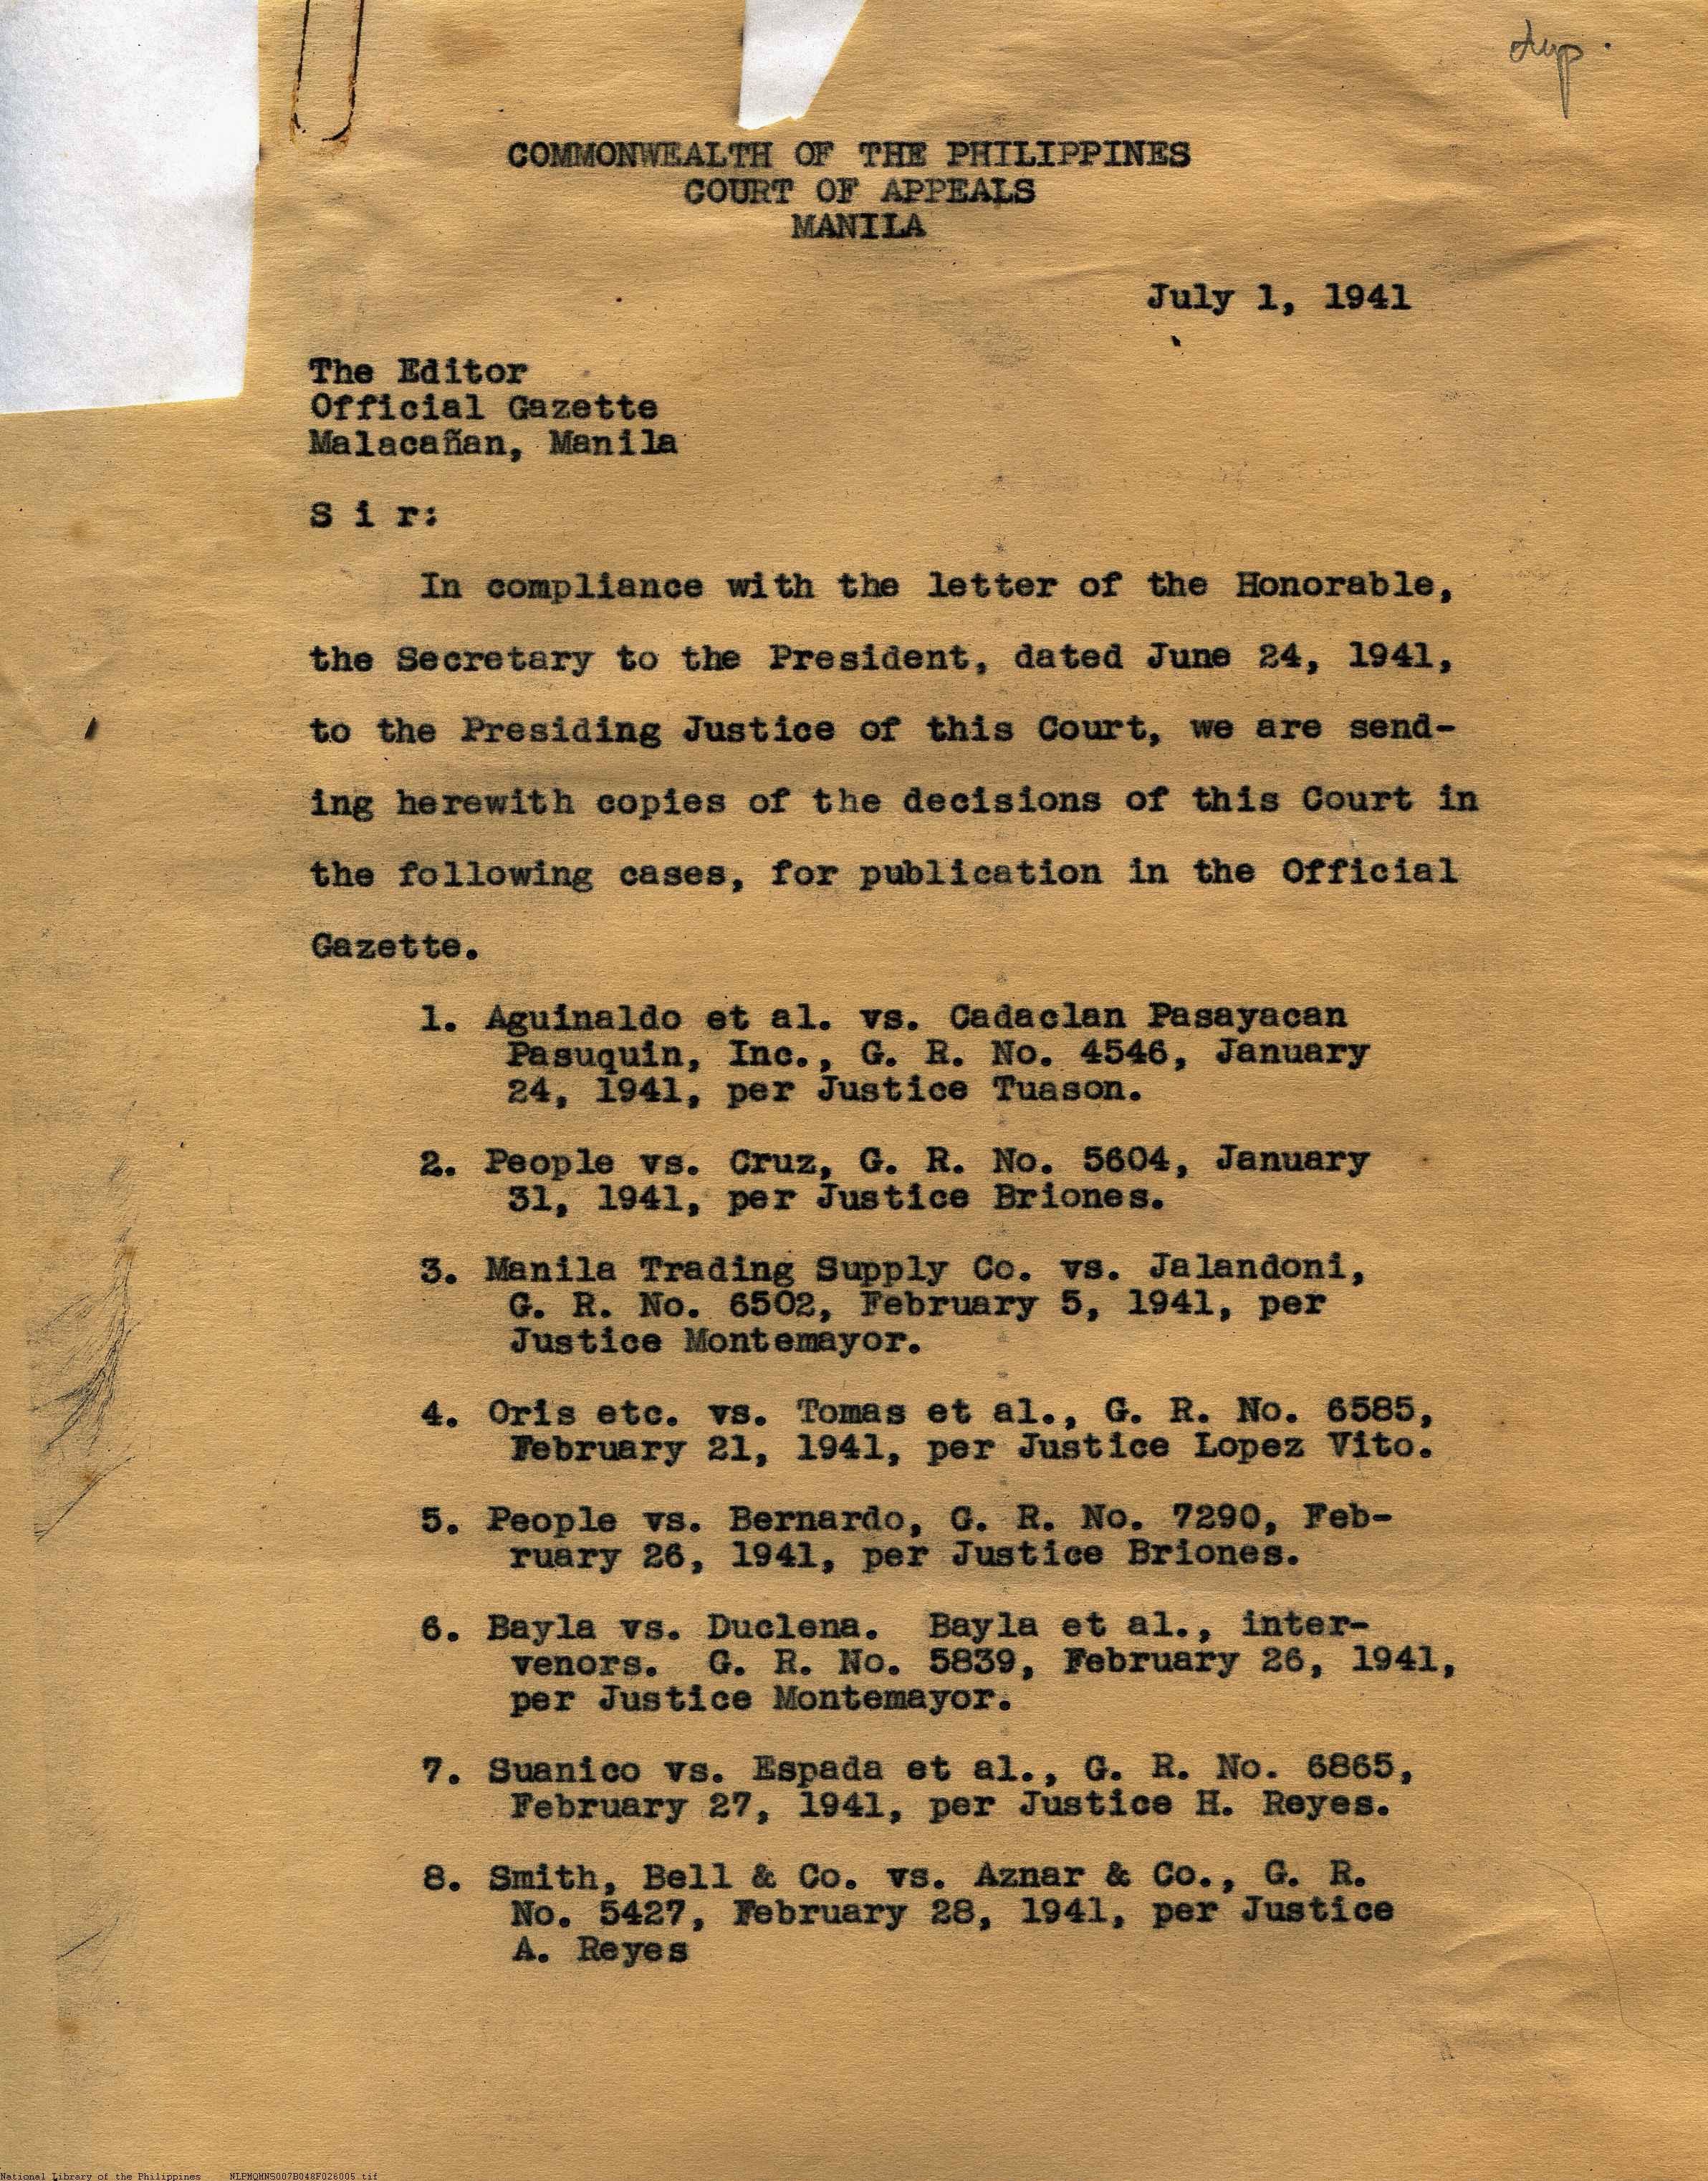 COMMONWEALTH OF THE PHILIPPINES
COURT OF APPEALS
MANILA
July 1, 1941
The Editor
Official Gazette
Malacañan, Manila
S i r:
In compliance with the letter of the Honorable,
the Secretary to the President, dated June 24, 1941,
to the Presiding Justice of this Court, we are send-
ing herewith copies of the decisions of this Court in
the following cases, for publication in the Official
Gazette.
1. Aguinaldo et al. vs. Cadaclan Pasayacan
Pasuquin, Inc., G. R. No. 4546, January
24, 1941, per Justice Tuason.
2. People vs. Cruz, G. R. No. 5604, January
31, 1941, per Justice Briones.
3. Manila Trading Supply Co. vs. Jalandoni,
G. R. No. 6502, February 5, 1941, per
Justice Montemayor.
4. Oris etc. vs. Tomas et al., G. R. No. 6585,
February 21, 1941, per Justice Lopez Vito.
5. People vs. Bernardo, G. R. No. 7290, Feb-
ruary 26, 1941, per Justice Briones.
6. Bayla vs. Duclena. Bayla et al., inter-
venors. G. R. No. 5839, February 26, 1941,
per Justice Montemayor.
7. Suanico vs. Espada et al., G. R. No. 6865,
February 27, 1941, per Justice H. Reyes.
8. Smith, Bell & Co. vs. Aznar & Co., G. R.
No. 5427, February 28, 1941, per Justice
A. Reyes
National Library of the Philippines NLPMQMNS007B048F026005.tif